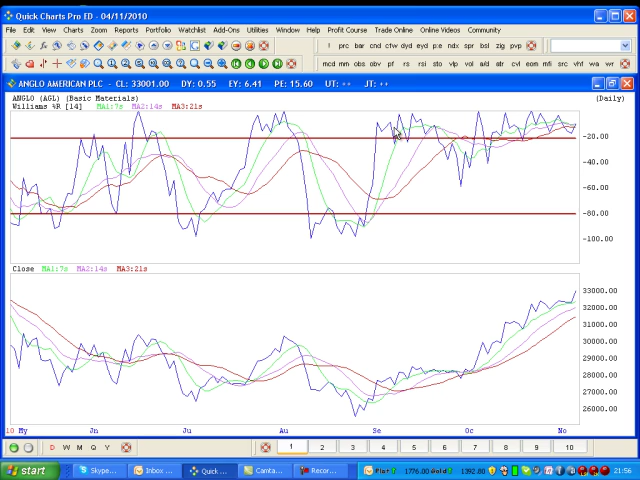 Quick Charts Pro ED - 04/11/2010
File Edit View Charts Zoom Reports Portfolio Watchlist Add-Ons Utilities Window Help Profit Course Trade Online Online Videos Community
! prc bar cnd cfw dyd eyd p:e ndx spr bsl zig pvp
mcd mom obs obv pf rs rsi sto vlp vol a/d atr cvl eom mfi src vhf wa wr
ANGLO AMERICAN PLC - CL: 33001.00 DY: 0.55 EY: 6.41 PE: 15.60 UT: ++ JT: ++
ANGLO (AGL) (Basic Materials) (Daily)
Williams %R [14] MA1:7s MA2:14s MA3:21s
-20.00
-40.00
-60.00
-80.00
-100.00
Close MA1:7s MA2:14s MA3:21s
33000.00
32000.00
31000.00
30000.00
29000.00
28000.00
27000.00
26000.00
10 My Jn Ju Au Se Oc No
D W M Q Y 1 2 3 4 5 6 7 8 9 10
start Skype... Inbox ... Quick ... Camta... Recor... Plat 1776.00 Gold 1392.80 21:56